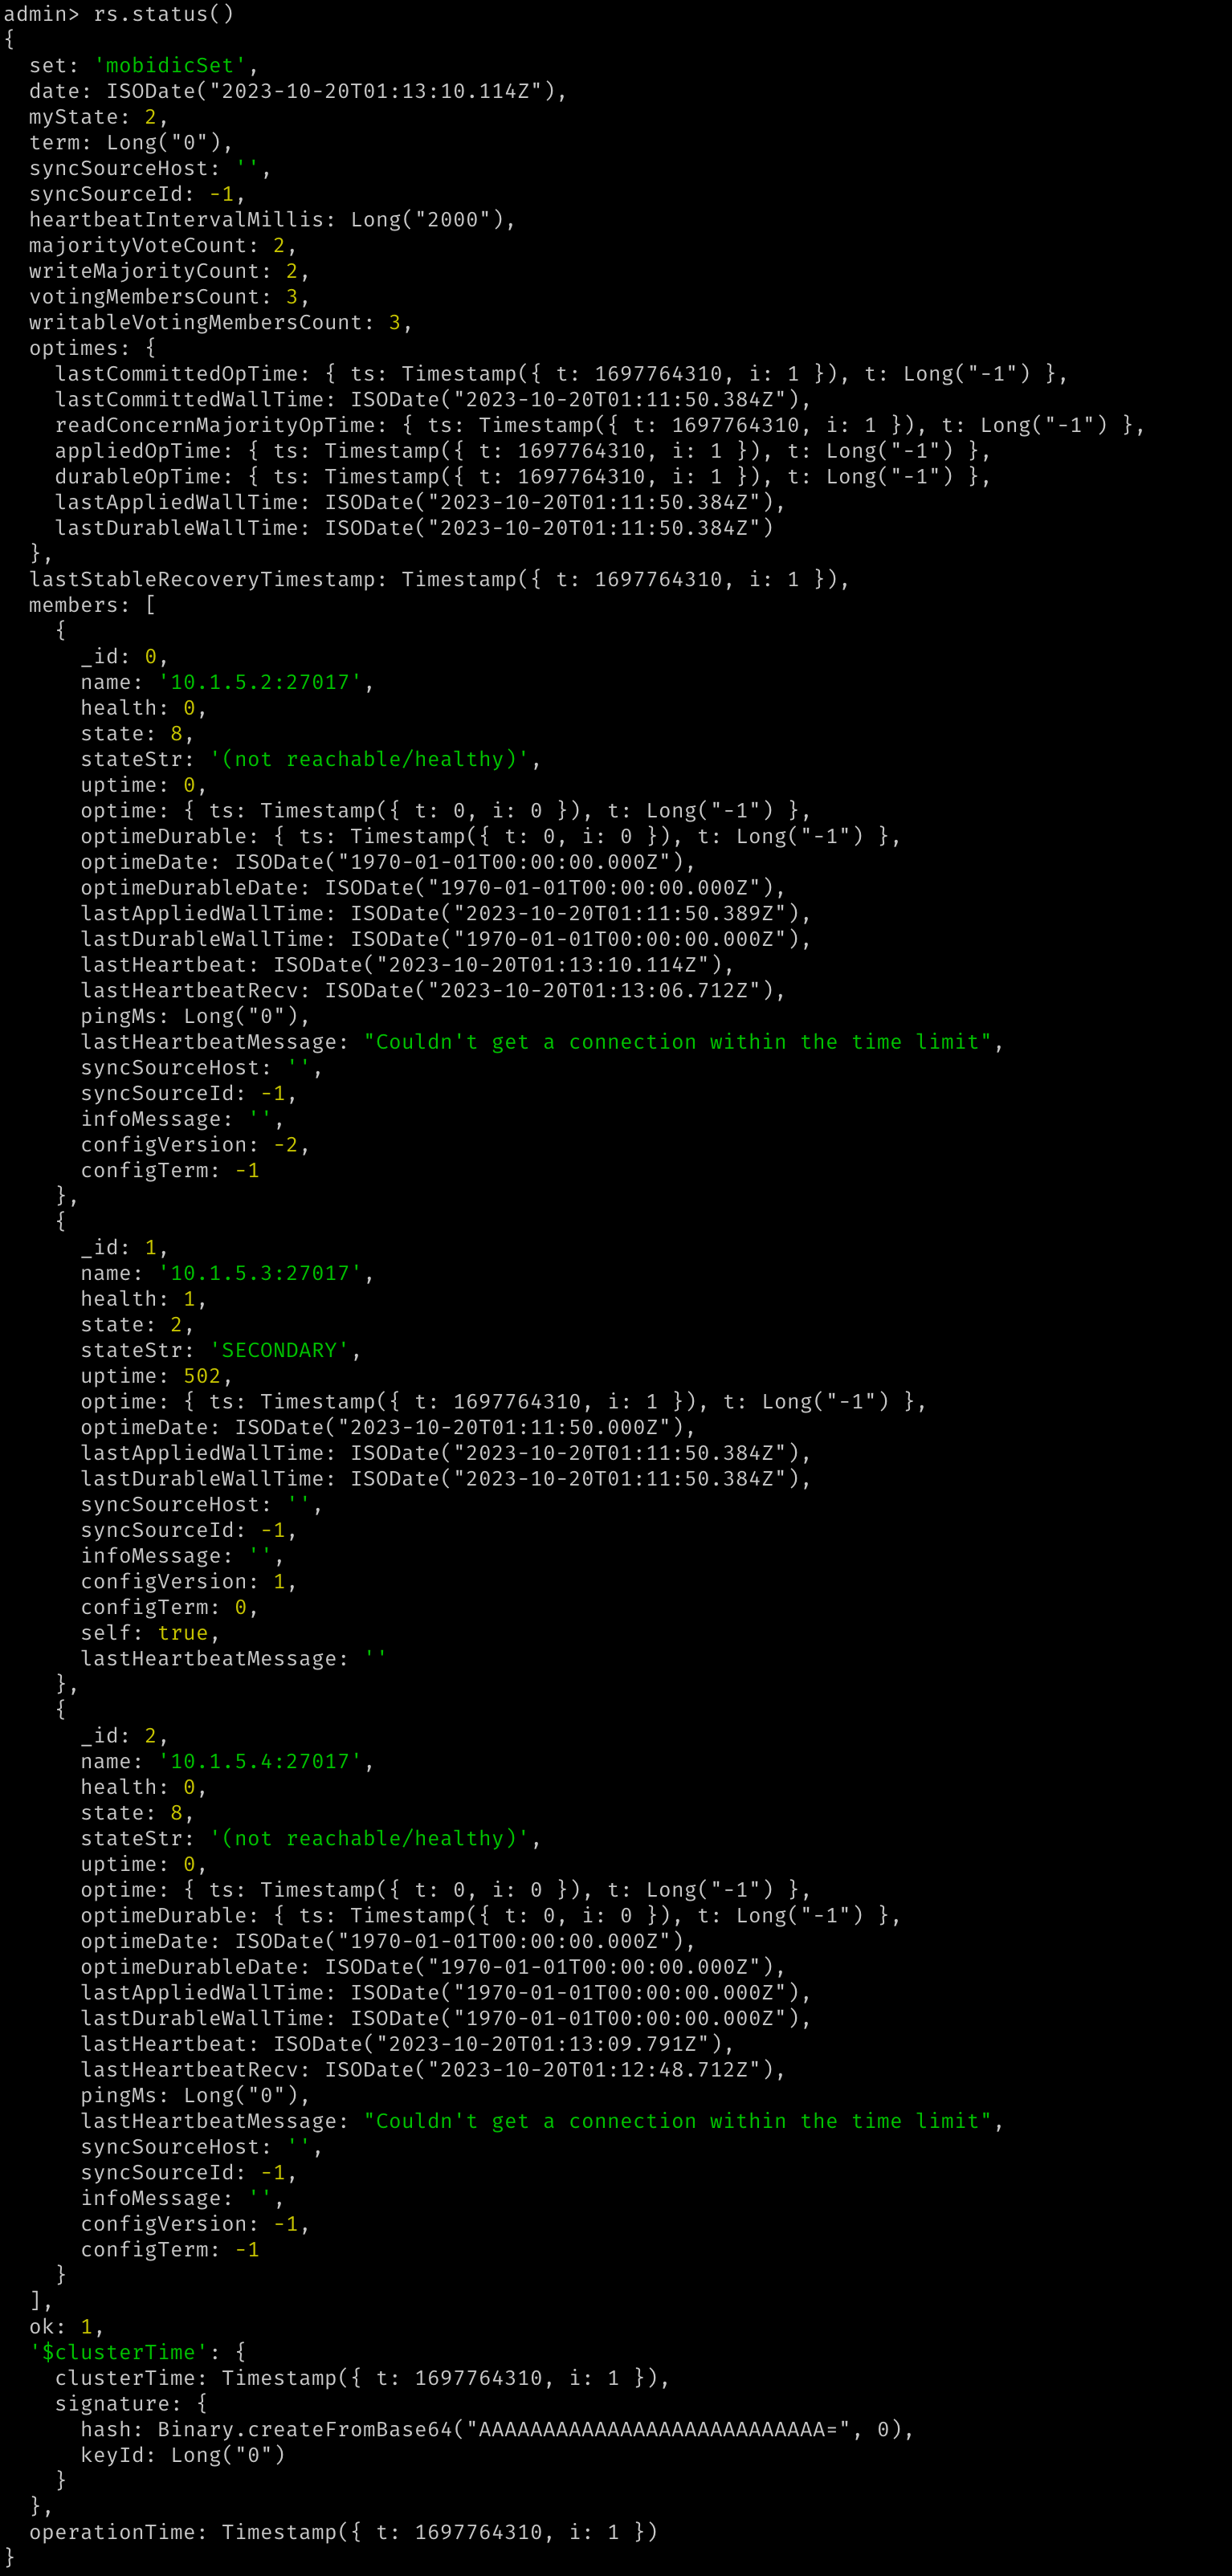 admin> rs.status()
{
  set: 'mobidicSet',
  date: ISODate("2023-10-20T01:13:10.114Z"),
  myState: 2,
  term: Long("0"),
  syncSourceHost: '',
  syncSourceId: -1,
  heartbeatIntervalMillis: Long("2000"),
  majorityVoteCount: 2,
  writeMajorityCount: 2,
  votingMembersCount: 3,
  writableVotingMembersCount: 3,
  optimes: {
    lastCommittedOpTime: { ts: Timestamp({ t: 1697764310, i: 1 }), t: Long("-1") },
    lastCommittedWallTime: ISODate("2023-10-20T01:11:50.384Z"),
    readConcernMajorityOpTime: { ts: Timestamp({ t: 1697764310, i: 1 }), t: Long("-1") },
    appliedOpTime: { ts: Timestamp({ t: 1697764310, i: 1 }), t: Long("-1") },
    durableOpTime: { ts: Timestamp({ t: 1697764310, i: 1 }), t: Long("-1") },
    lastAppliedWallTime: ISODate("2023-10-20T01:11:50.384Z"),
    lastDurableWallTime: ISODate("2023-10-20T01:11:50.384Z")
  },
  lastStableRecoveryTimestamp: Timestamp({ t: 1697764310, i: 1 }),
  members: [
    {
      _id: 0,
      name: '10.1.5.2:27017',
      health: 0,
      state: 8,
      stateStr: '(not reachable/healthy)',
      uptime: 0,
      optime: { ts: Timestamp({ t: 0, i: 0 }), t: Long("-1") },
      optimeDurable: { ts: Timestamp({ t: 0, i: 0 }), t: Long("-1") },
      optimeDate: ISODate("1970-01-01T00:00:00.000Z"),
      optimeDurableDate: ISODate("1970-01-01T00:00:00.000Z"),
      lastAppliedWallTime: ISODate("2023-10-20T01:11:50.389Z"),
      lastDurableWallTime: ISODate("1970-01-01T00:00:00.000Z"),
      lastHeartbeat: ISODate("2023-10-20T01:13:10.114Z"),
      lastHeartbeatRecv: ISODate("2023-10-20T01:13:06.712Z"),
      pingMs: Long("0"),
      lastHeartbeatMessage: "Couldn't get a connection within the time limit",
      syncSourceHost: '',
      syncSourceId: -1,
      infoMessage: '',
      configVersion: -2,
      configTerm: -1
    },
    {
      _id: 1,
      name: '10.1.5.3:27017',
      health: 1,
      state: 2,
      stateStr: 'SECONDARY',
      uptime: 502,
      optime: { ts: Timestamp({ t: 1697764310, i: 1 }), t: Long("-1") },
      optimeDate: ISODate("2023-10-20T01:11:50.000Z"),
      lastAppliedWallTime: ISODate("2023-10-20T01:11:50.384Z"),
      lastDurableWallTime: ISODate("2023-10-20T01:11:50.384Z"),
      syncSourceHost: '',
      syncSourceId: -1,
      infoMessage: '',
      configVersion: 1,
      configTerm: 0,
      self: true,
      lastHeartbeatMessage: ''
    },
    {
      _id: 2,
      name: '10.1.5.4:27017',
      health: 0,
      state: 8,
      stateStr: '(not reachable/healthy)',
      uptime: 0,
      optime: { ts: Timestamp({ t: 0, i: 0 }), t: Long("-1") },
      optimeDurable: { ts: Timestamp({ t: 0, i: 0 }), t: Long("-1") },
      optimeDate: ISODate("1970-01-01T00:00:00.000Z"),
      optimeDurableDate: ISODate("1970-01-01T00:00:00.000Z"),
      lastAppliedWallTime: ISODate("1970-01-01T00:00:00.000Z"),
      lastDurableWallTime: ISODate("1970-01-01T00:00:00.000Z"),
      lastHeartbeat: ISODate("2023-10-20T01:13:09.791Z"),
      lastHeartbeatRecv: ISODate("2023-10-20T01:12:48.712Z"),
      pingMs: Long("0"),
      lastHeartbeatMessage: "Couldn't get a connection within the time limit",
      syncSourceHost: '',
      syncSourceId: -1,
      infoMessage: '',
      configVersion: -1,
      configTerm: -1
    }
  ],
  ok: 1,
  '$clusterTime': {
    clusterTime: Timestamp({ t: 1697764310, i: 1 }),
    signature: {
      hash: Binary.createFromBase64("AAAAAAAAAAAAAAAAAAAAAAAAAAA=", 0),
      keyId: Long("0")
    }
  },
  operationTime: Timestamp({ t: 1697764310, i: 1 })
}